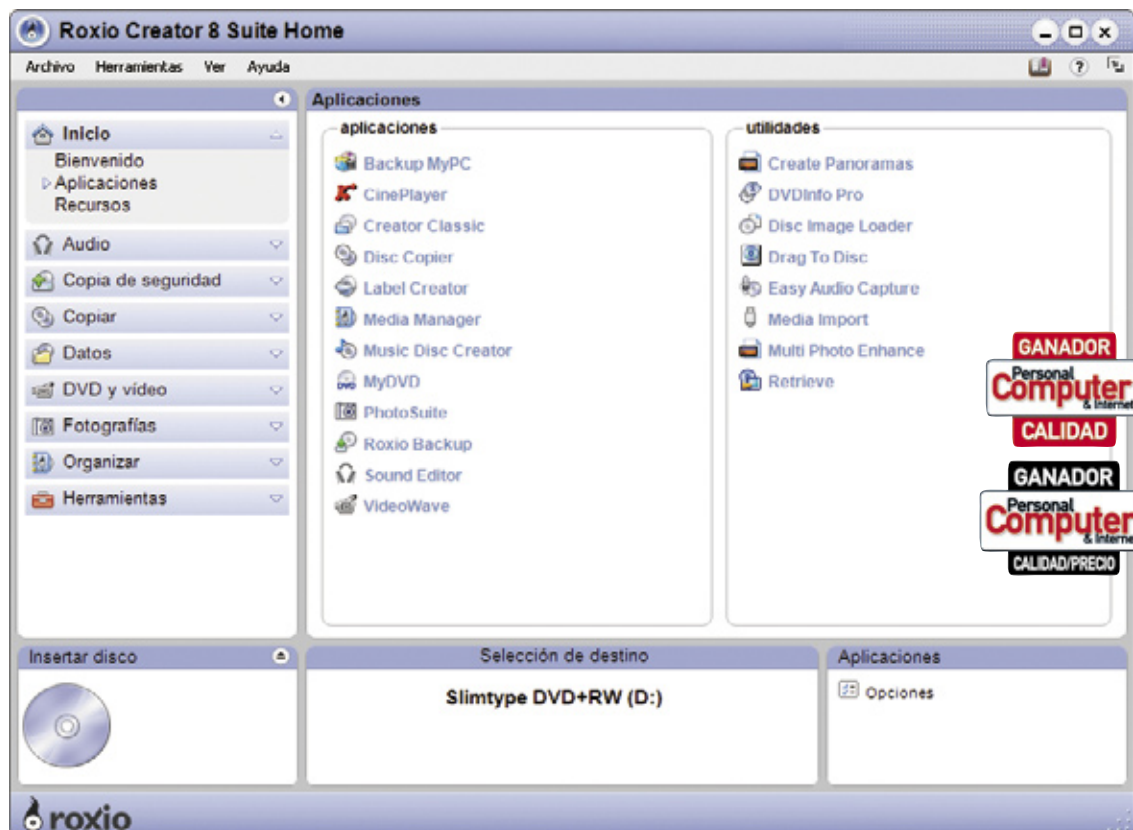 Roxio Creator 8 Suite Home
Archivo Herramientas Ver Ayuda
Inicio
Bienvenido
Aplicaciones
Recursos
Audio
Copia de seguridad
Copiar
Datos
DVD y vídeo
Fotografías
Organizar
Herramientas
Aplicaciones
aplicaciones
Backup MyPC
CinePlayer
Creator Classic
Disc Copier
Label Creator
Media Manager
Music Disc Creator
MyDVD
PhotoSuite
Roxio Backup
Sound Editor
VideoWave
utilidades
Create Panoramas
DVDInfo Pro
Disc Image Loader
Drag To Disc
Easy Audio Capture
Media Import
Multi Photo Enhance
Retrieve
GANADOR
Personal
Computer
& Internet
CALIDAD
GANADOR
Personal
Computer
& Internet
CALIDAD/PRECIO
Insertar disco
Selección de destino
Slimtype DVD+RW (D:)
Aplicaciones
Opciones
roxio